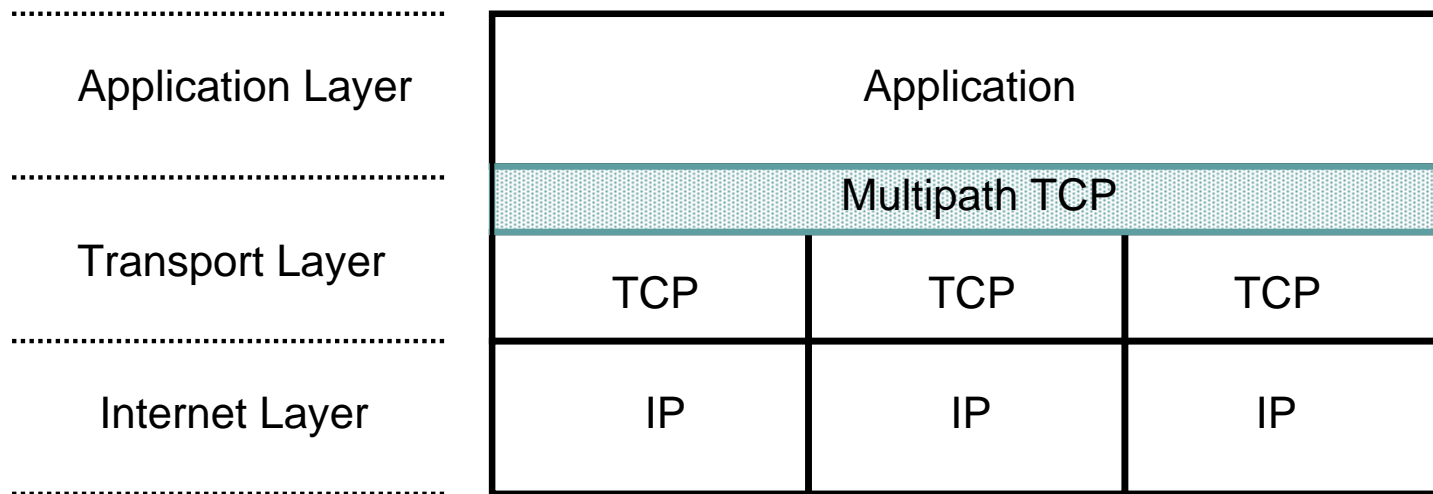 Application Layer
Application
Multipath TCP
Transport Layer
TCP
TCP
TCP
Internet Layer
IP
IP
IP